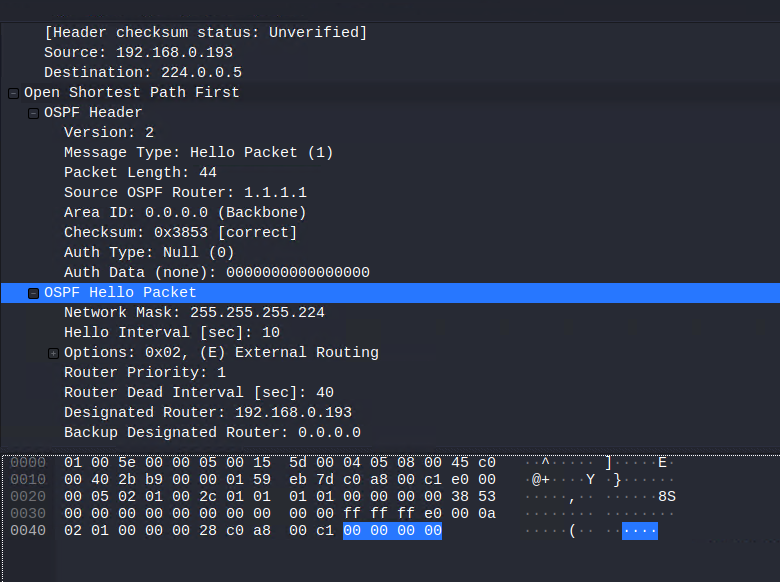 [Header checksum status: Unverified]
Source: 192.168.0.193
Destination: 224.0.0.5
Open Shortest Path First
OSPF Header
Version: 2
Message Type: Hello Packet (1)
Packet Length: 44
Source OSPF Router: 1.1.1.1
Area ID: 0.0.0.0 (Backbone)
Checksum: 0x3853 [correct]
Auth Type: Null (0)
Auth Data (none): 0000000000000000
OSPF Hello Packet
Network Mask: 255.255.255.224
Hello Interval [sec]: 10
Options: 0x02, (E) External Routing
Router Priority: 1
Router Dead Interval [sec]: 40
Designated Router: 192.168.0.193
Backup Designated Router: 0.0.0.0
0000 01 00 5e 00 00 05 00 15 5d 00 04 05 08 00 45 c0 ··^····· ]·····E·
0010 00 40 2b b9 00 00 01 59 eb 7d c0 a8 00 c1 e0 00 ·@+····Y ·}······
0020 00 05 02 01 00 2c 01 01 01 01 00 00 00 00 38 53 ·····,·· ······8S
0030 00 00 00 00 00 00 00 00 00 00 ff ff ff e0 00 0a ········ ········
0040 02 01 00 00 00 28 c0 a8 00 c1 00 00 00 00 ·····(·· ······